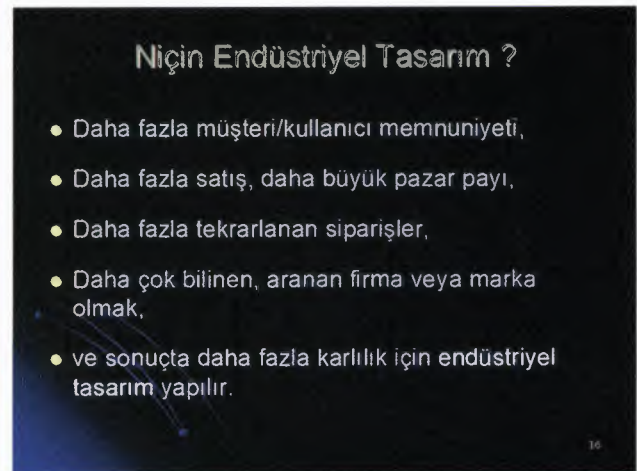 Niçin Endüstriyel Tasarım ?
● Daha fazla müşteri/kullanıcı memnuniyeti,
● Daha fazla satış, daha büyük pazar payı,
● Daha fazla tekrarlanan siparişler,
● Daha çok bilinen, aranan firma veya marka
olmak,
● ve sonuçta daha fazla karlılık için endüstriyel
tasarım yapılır.
16